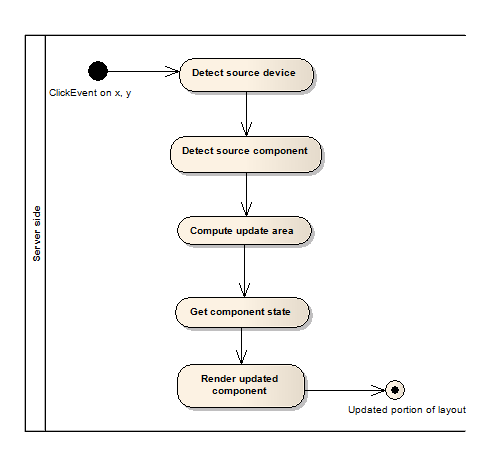 Detect source device
ClickEvent on x, y
Detect source component
Server side
Compute update area
Get component state
Render updated
component
Updated portion of layout